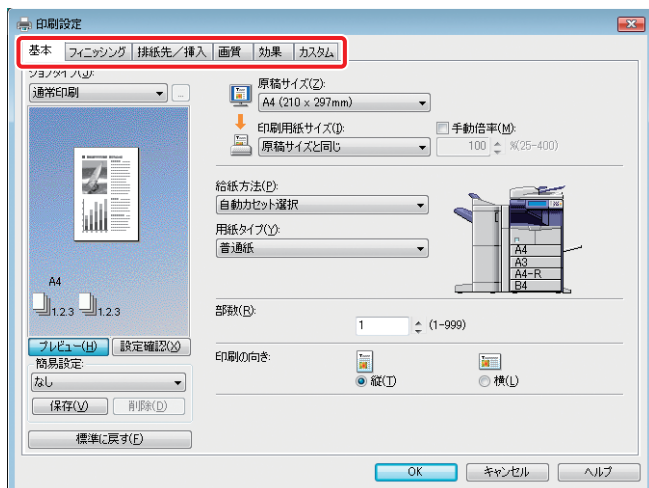 印刷設定
基本 フィニッシング 排紙先／挿入 画質 効果 カスタム
通常印刷 ...
A4
1.2.3 1.2.3
プレビュー(H) 設定確認(X)
簡易設定:
なし
保存(V) 削除(D)
標準に戻す(F)
原稿サイズ(Z):
A4 (210 x 297mm)
印刷用紙サイズ(I):
原稿サイズと同じ
手動倍率(M):
100 %(25-400)
給紙方法(P):
自動カセット選択
用紙タイプ(Y):
普通紙
A4
A3
A4-R
B4
部数(R):
1 (1-999)
印刷の向き:
縦(T) 横(L)
OK キャンセル ヘルプ